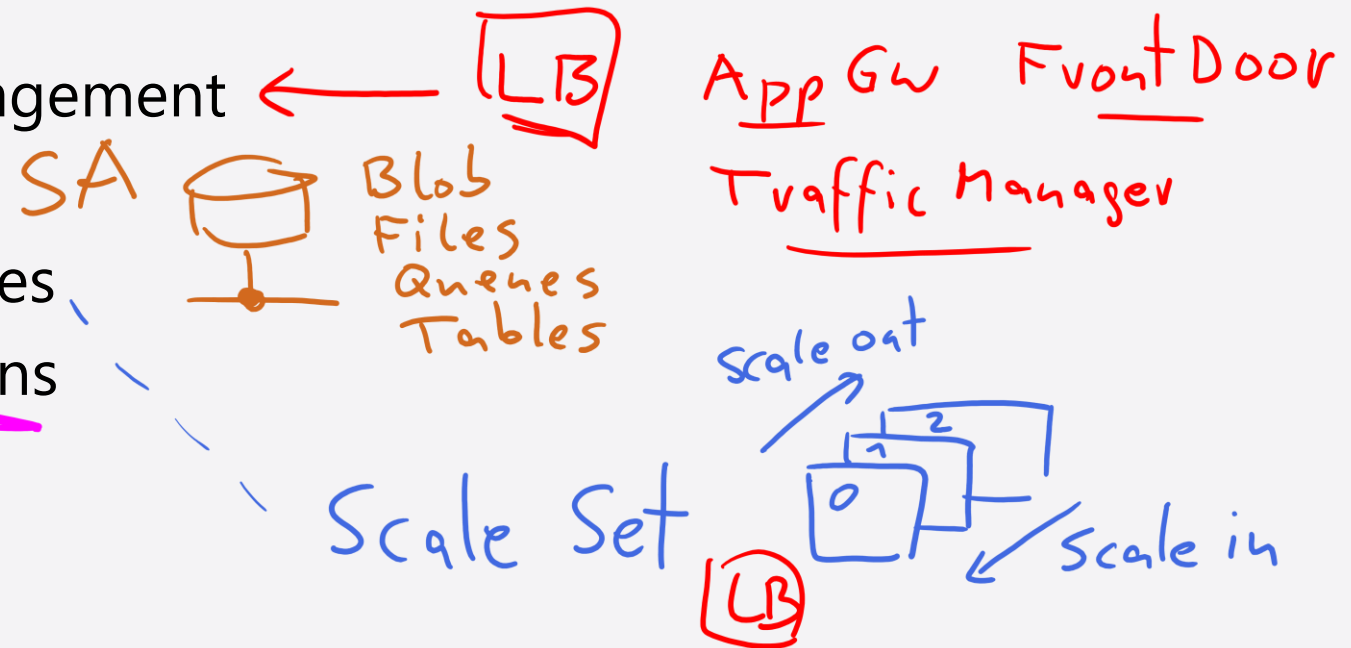 agement
LB
App Gw Front Door
Traffic Manager
SA
Blob
Files
Queues
Tables
es
ns
scale out
2
1
0
Scale Set
scale in
LB